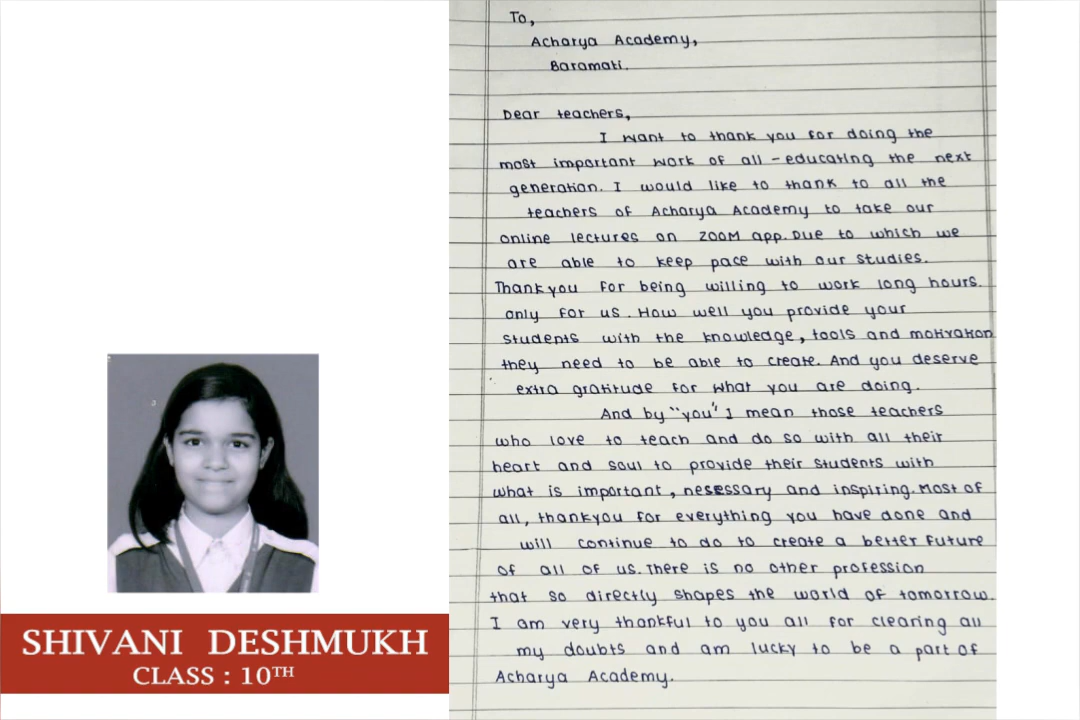 To,
Acharya Academy,
Baramati.
Dear teachers,
I want to thank you for doing the
most important work of all - educating the next
generation. I would like to thank to all the
teachers of Acharya Academy to take our
online lectures on ZOOM app. Due to which we
are able to keep pace with our studies.
Thankyou for being willing to work long hours.
only for us. How well you provide your
students with the knowledge, tools and motivation
they need to be able to create. And you deserve
extra gratitude for what you are doing.
And by "you" I mean those teachers
who love to teach and do so with all their
heart and soul to provide their students with
what is important, nesessary and inspiring. Most of
all, thankyou for everything you have done and
will continue to do to create a better future
of all of us. There is no other profession
that so directly shapes the world of tomorrow.
I am very thankful to you all for clearing all
my doubts and am lucky to be a part of
Acharya Academy.
SHIVANI DESHMUKH
CLASS : 10TH